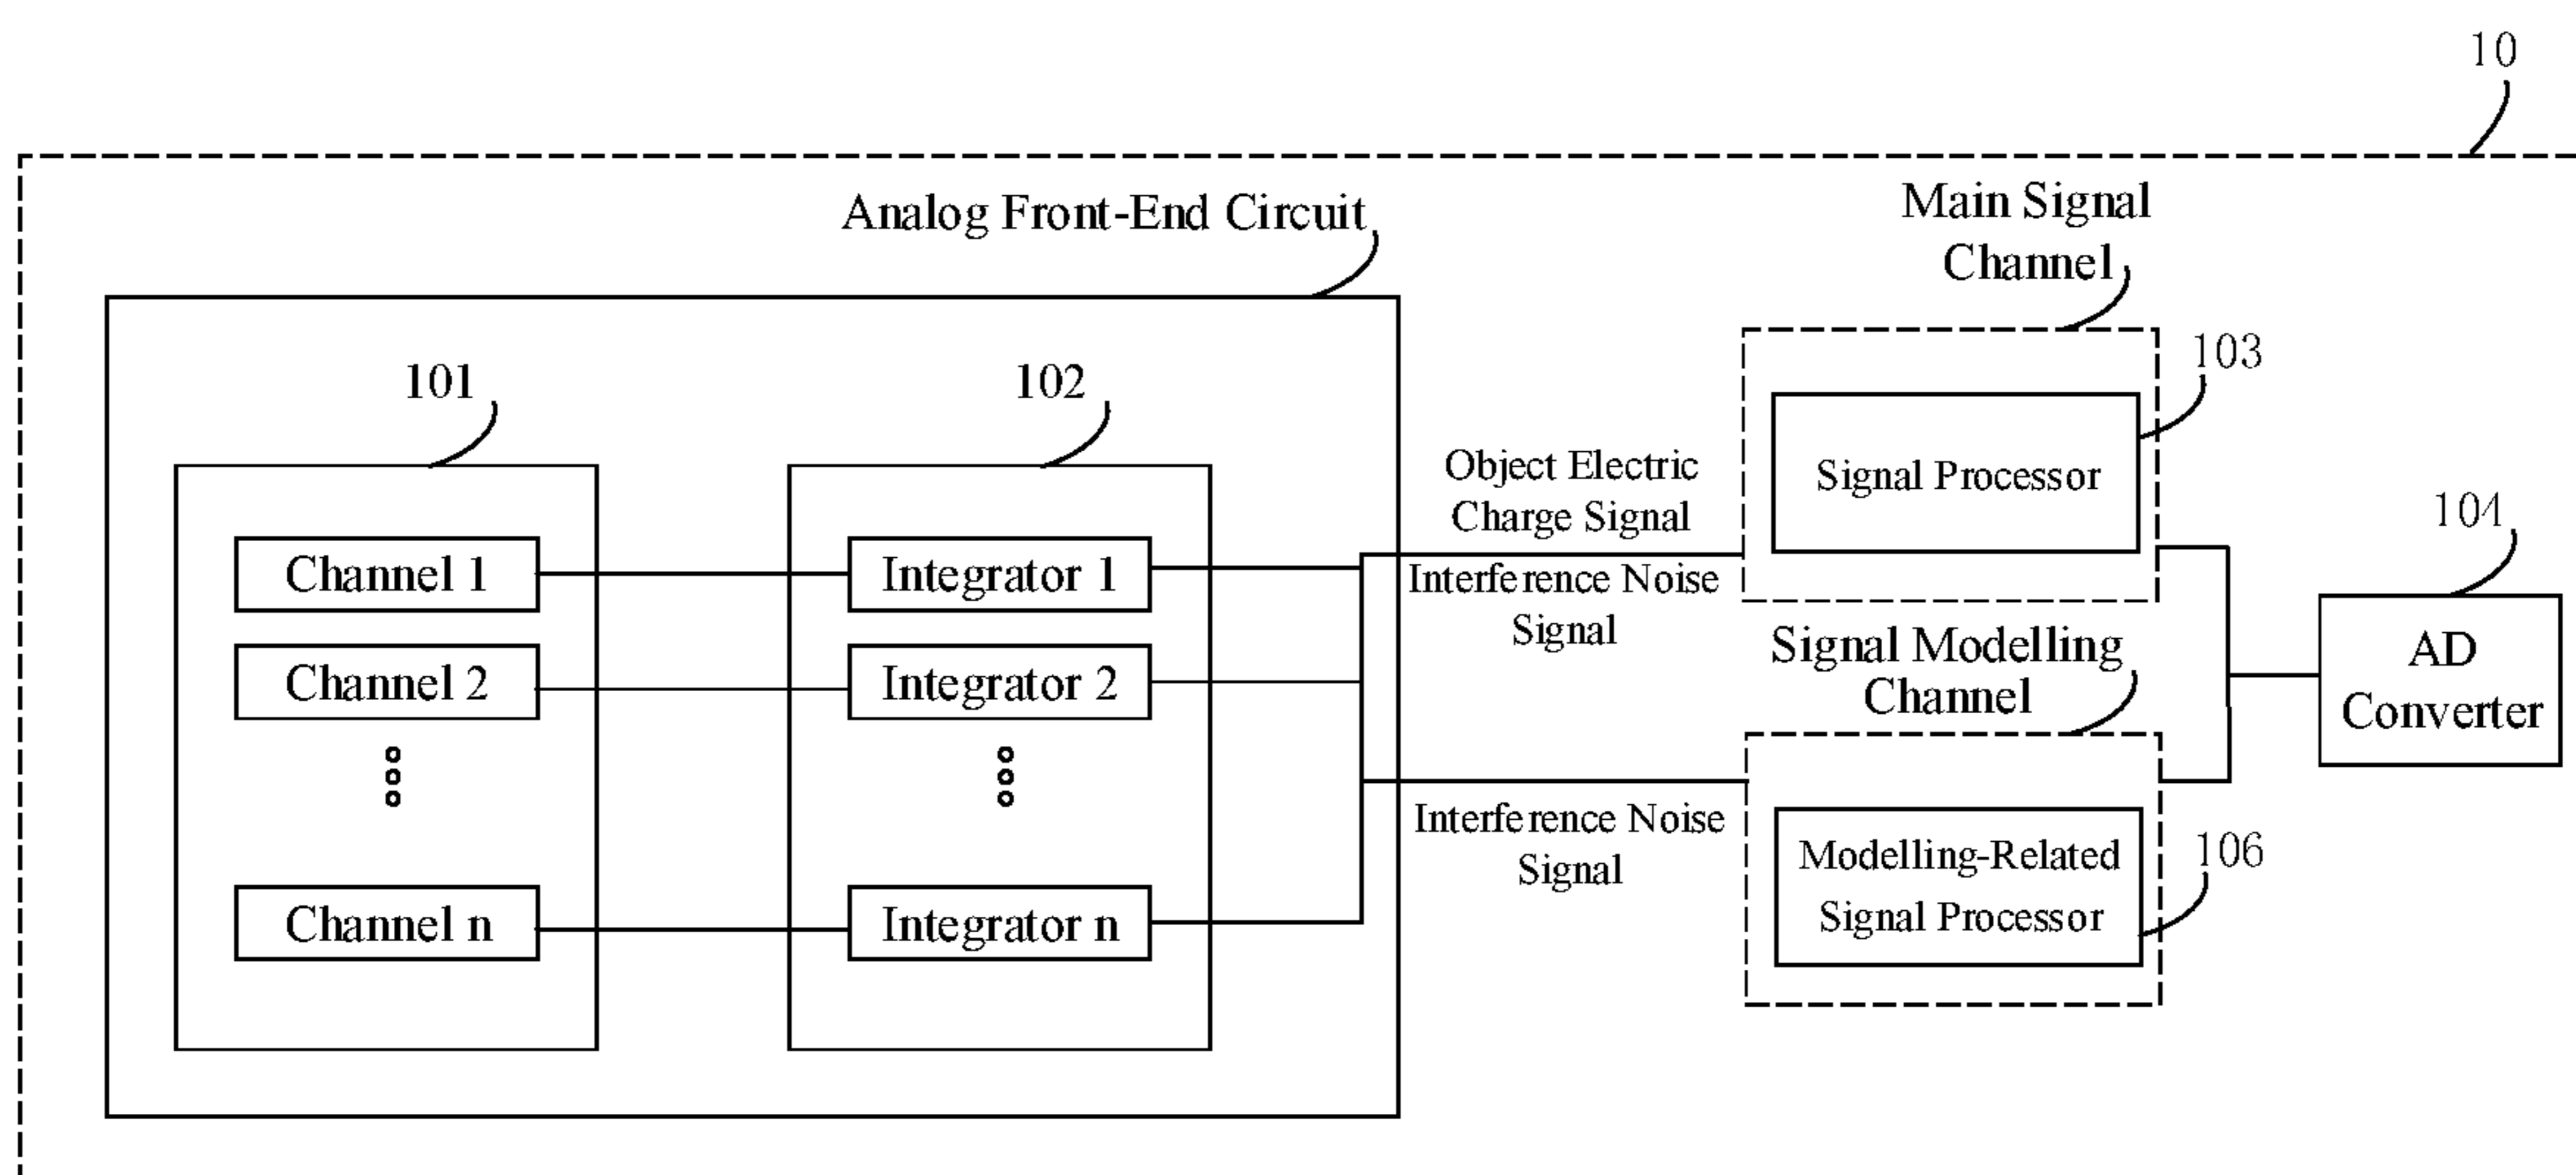 10
Analog Front-End Circuit
Main Signal
Channel
101
102
103
Signal Processor
Object Electric
Charge Signal
104
Channel 1
Integrator 1
Interference Noise
Signal
Signal Modelling
Channel
AD
Converter
Channel 2
Integrator 2
Interference Noise
Signal
Modelling-Related
Signal Processor
106
Channel n
Integrator n